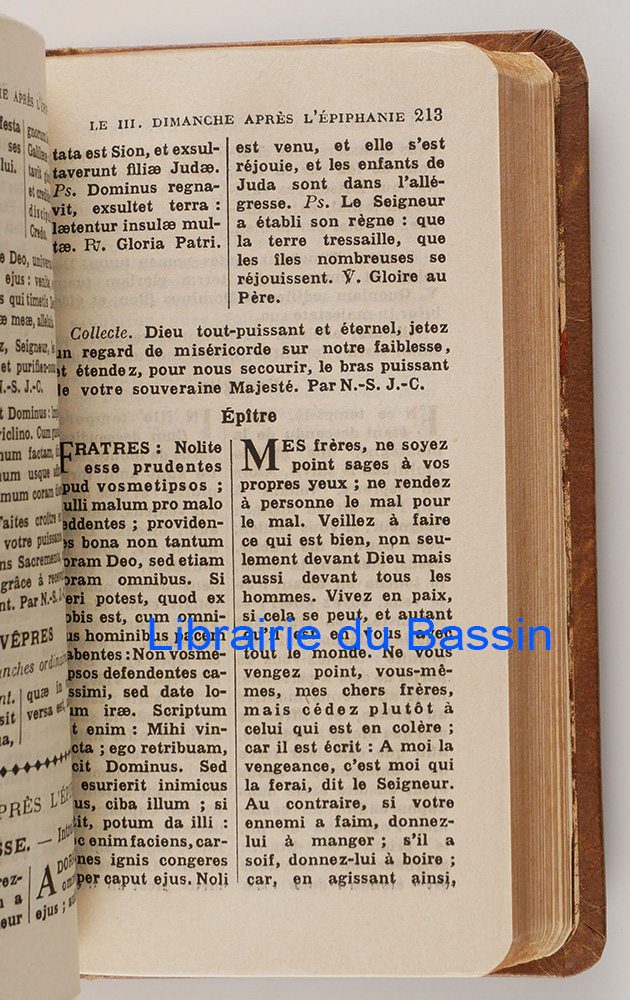 LE III. DIMANCHE APRÈS L'ÉPIPHANIE 213
tata est Sion, et exsul-
taverunt filiæ Judæ.
Ps. Dominus regna-
vit, exsultet terra :
lætentur insulæ mul-
tæ. ℟. Gloria Patri.
est venu, et elle s'est
réjouie, et les enfants de
Juda sont dans l'allé-
gresse. Ps. Le Seigneur
a établi son règne : que
la terre tressaille, que
les îles nombreuses se
réjouissent. ℣. Gloire au
Père.
Collecte. Dieu tout-puissant et éternel, jetez
un regard de miséricorde sur notre faiblesse,
et étendez, pour nous secourir, le bras puissant
de votre souveraine Majesté. Par N.-S. J.-C.
Épître
FRATRES : Nolite
esse prudentes
apud vosmetipsos ;
nulli malum pro malo
reddentes ; providen-
tes bona non tantum
coram Deo, sed etiam
coram omnibus. Si
fieri potest, quod ex
vobis est, cum omni-
bus hominibus pacem
habentes : Non vosme-
tipsos defendentes ca-
rissimi, sed date lo-
cum iræ. Scriptum
est enim : Mihi vin-
dicta ; ego retribuam,
dicit Dominus. Sed
si esurierit inimicus
tuus, ciba illum ; si
sitit, potum da illi :
hoc enim faciens, car-
bones ignis congeres
super caput ejus. Noli
MES frères, ne soyez
point sages à vos
propres yeux ; ne rendez
à personne le mal pour
le mal. Veillez à faire
ce qui est bien, non seu-
lement devant Dieu mais
aussi devant tous les
hommes. Vivez en paix,
si cela se peut, et autant
qu'il est en vous, avec
tout le monde. Ne vous
vengez point, vous-mê-
mes, mes chers frères,
mais cédez plutôt à
celui qui est en colère ;
car il est écrit : A moi la
vengeance, c'est moi qui
la ferai, dit le Seigneur.
Au contraire, si votre
ennemi a faim, donnez-
lui à manger ; s'il a
soif, donnez-lui à boire ;
car, en agissant ainsi,
Librairie du Bassin